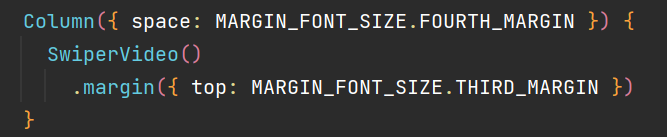 Column({ space: MARGIN_FONT_SIZE.FOURTH_MARGIN }) {
SwiperVideo()
.margin({ top: MARGIN_FONT_SIZE.THIRD_MARGIN })
}